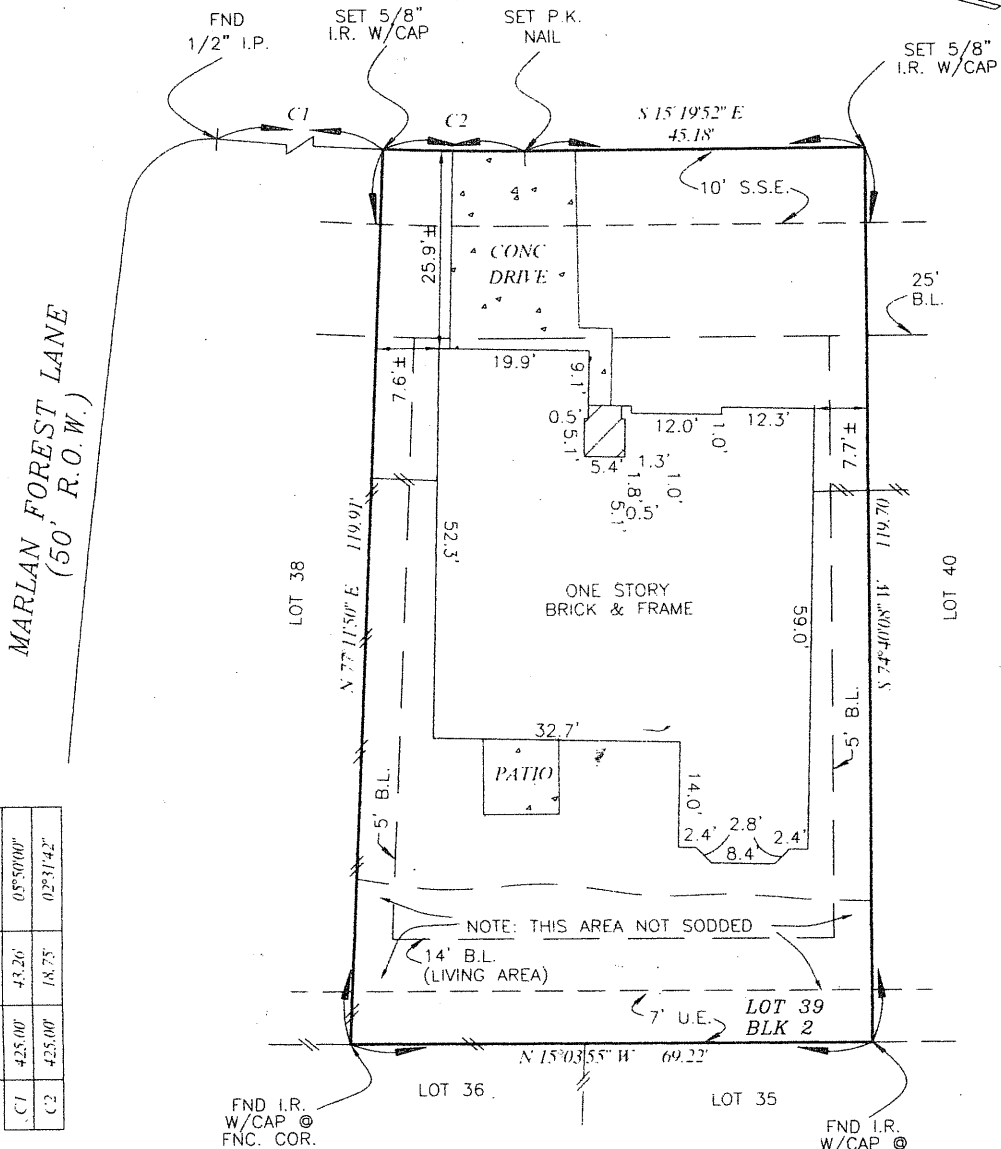 FND
1/2" I.P.
SET 5/8"
I.R. W/CAP
SET P.K.
NAIL
SET 5/8"
I.R. W/CAP
C1
C2
S 15°19'52" E
45.18'
10' S.S.E.
25.9'±
CONC
DRIVE
25'
B.L.
MARLAN FOREST LANE
(50' R.O.W.)
7.9'±
19.9'
9.1'
0.5'
5.1'
5.4'
1.3'
1.8'
1.0'
0.5'
5.1'
12.0'
1.0'
12.3'
7.7'±
LOT 38
N 77°11'50" E 119.91'
52.3'
ONE STORY
BRICK & FRAME
59.0'
S 74°40'08" W 119.02'
LOT 40
32.7'
PATIO
14.0'
2.4'
2.8'
2.4'
8.4'
5' B.L.
5' B.L.
NOTE: THIS AREA NOT SODDED
14' B.L.
(LIVING AREA)
7' U.E.
LOT 39
BLK 2
N 15°03'55" W 69.22'
LOT 36
LOT 35
FND I.R.
W/CAP @
FNC. COR.
FND I.R.
W/CAP @
C1 425.00' 43.26' 05°50'00"
C2 425.00' 18.75' 02°31'42"